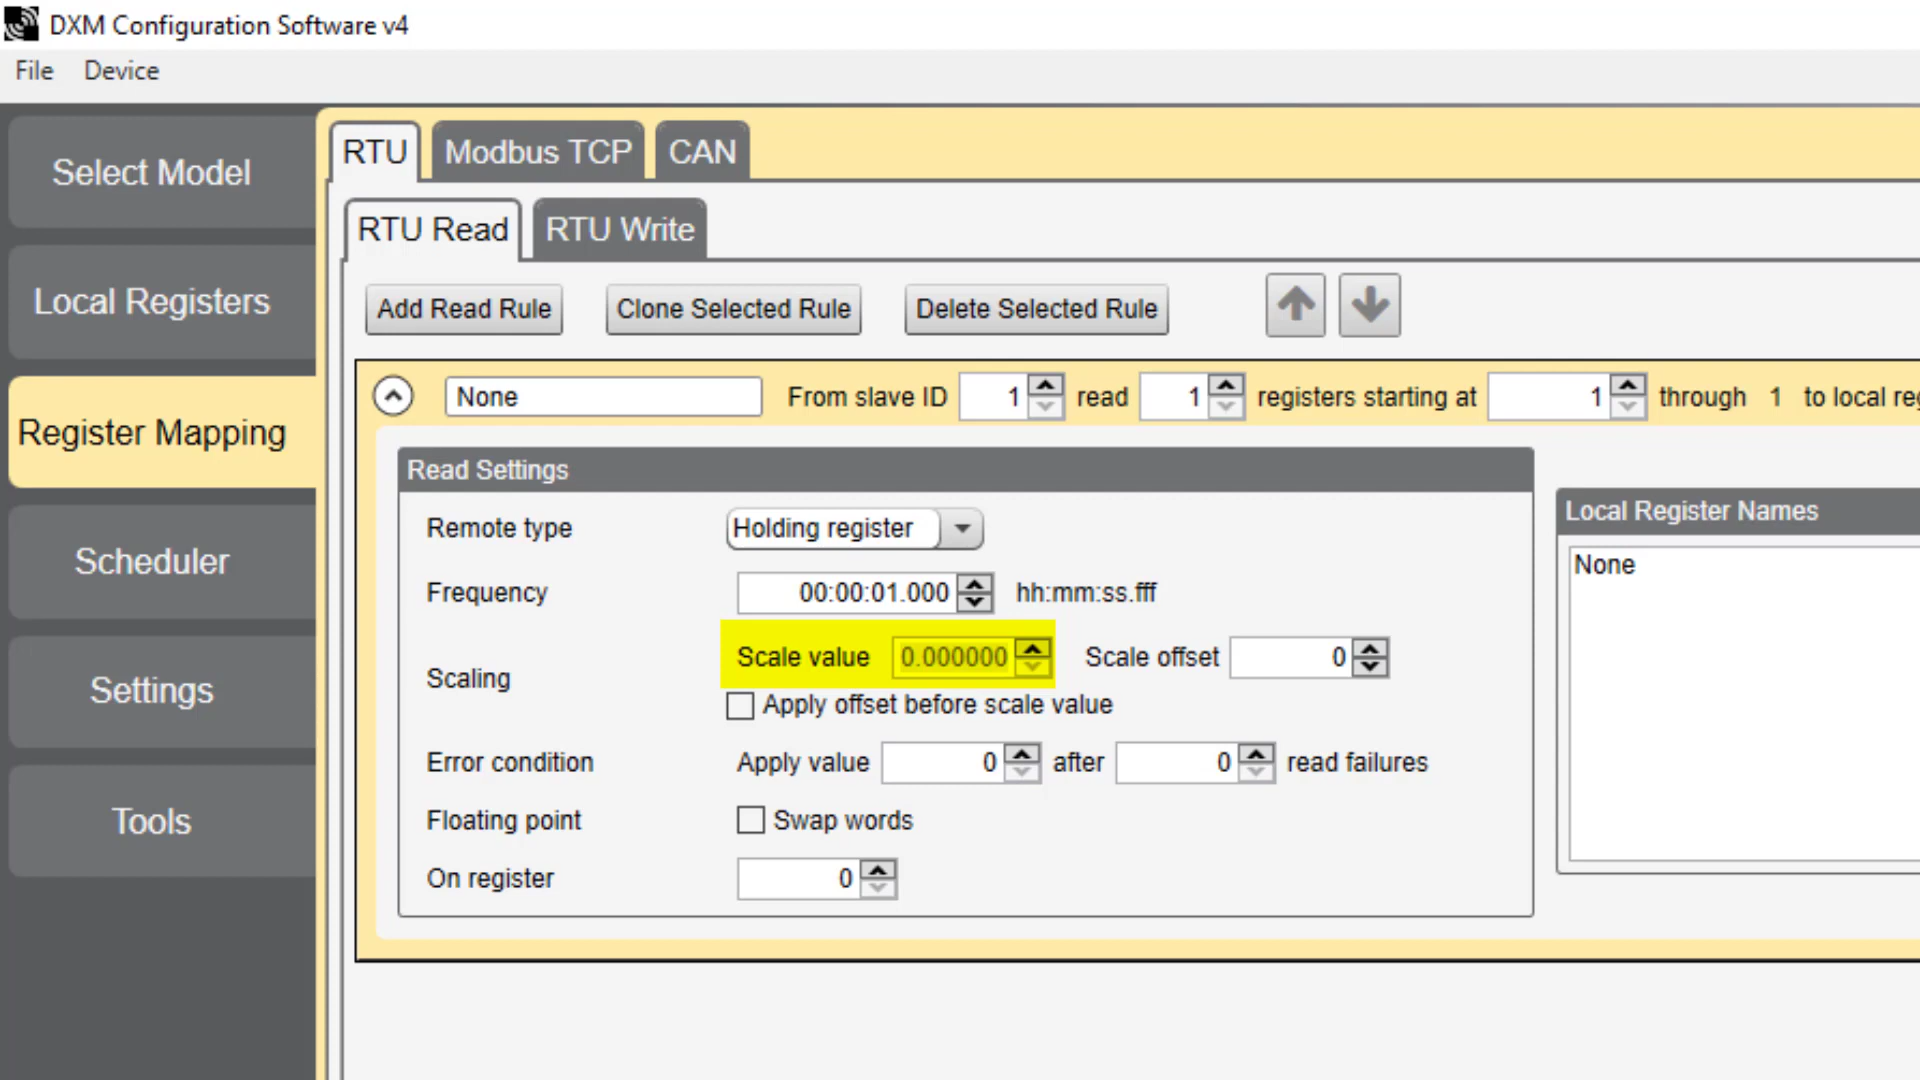 DXM Configuration Software v4
File Device
Select Model
Local Registers
Register Mapping
Scheduler
Settings
Tools
RTU Modbus TCP CAN
RTU Read RTU Write
Add Read Rule Clone Selected Rule Delete Selected Rule
None From slave ID 1 read 1 registers starting at 1 through 1 to local reg
Read Settings
Remote type Holding register
Frequency 00:00:01.000 hh:mm:ss.fff
Scaling Scale value 0.000000 Scale offset 0
Apply offset before scale value
Error condition Apply value 0 after 0 read failures
Floating point Swap words
On register 0
Local Register Names
None